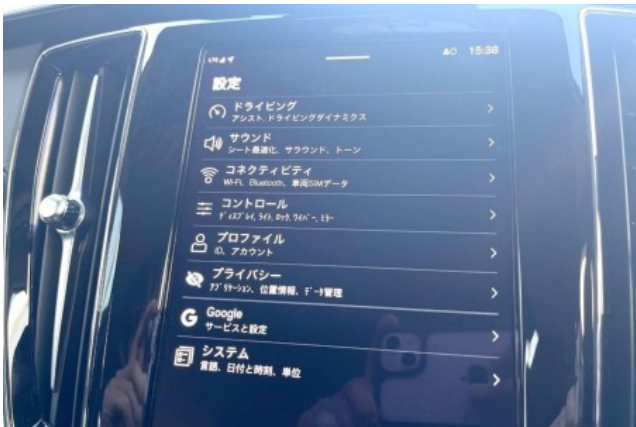 LTE
15:38
設定
ドライビング
アシスト, ドライビングダイナミクス
サウンド
シート最適化、サラウンド、トーン
コネクティビティ
Wi-Fi、Bluetooth、車両SIMデータ
コントロール
ディスプレイ, ライト, ロック, ワイパー, ミラー
プロファイル
ID、アカウント
プライバシー
アプリケーション、位置情報、データ管理
Google
サービスと設定
システム
言語、日付と時刻、単位